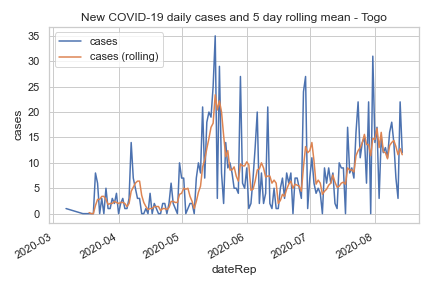 New COVID-19 daily cases and 5 day rolling mean - Togo
cases
cases (rolling)
35
30
25
20
15
10
5
0
cases
2020-03
2020-04
2020-05
2020-06
2020-07
2020-08
dateRep